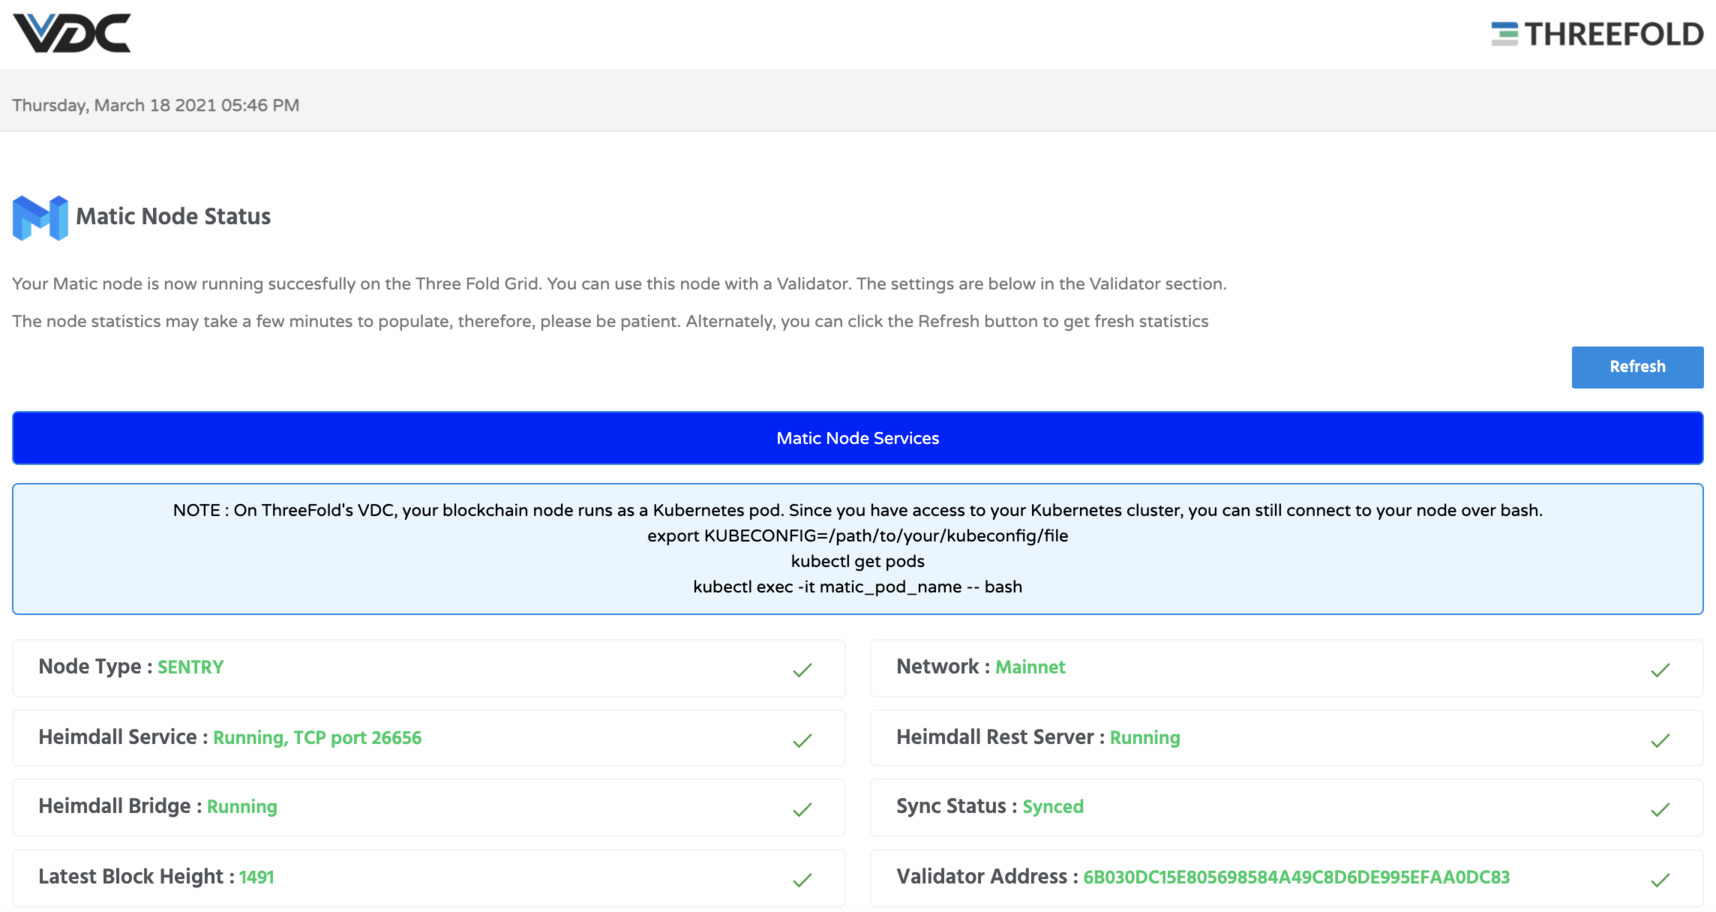 VDC
THREEFOLD
Thursday, March 18 2021 05:46 PM
Matic Node Status
Your Matic node is now running succesfully on the Three Fold Grid. You can use this node with a Validator. The settings are below in the Validator section.
The node statistics may take a few minutes to populate, therefore, please be patient. Alternately, you can click the Refresh button to get fresh statistics
Refresh
Matic Node Services
NOTE : On ThreeFold's VDC, your blockchain node runs as a Kubernetes pod. Since you have access to your Kubernetes cluster, you can still connect to your node over bash.
export KUBECONFIG=/path/to/your/kubeconfig/file
kubectl get pods
kubectl exec -it matic_pod_name -- bash
Node Type : SENTRY
Network : Mainnet
Heimdall Service : Running, TCP port 26656
Heimdall Rest Server : Running
Heimdall Bridge : Running
Sync Status : Synced
Latest Block Height : 1491
Validator Address : 6B030DC15E805698584A49C8D6DE995EFAA0DC83